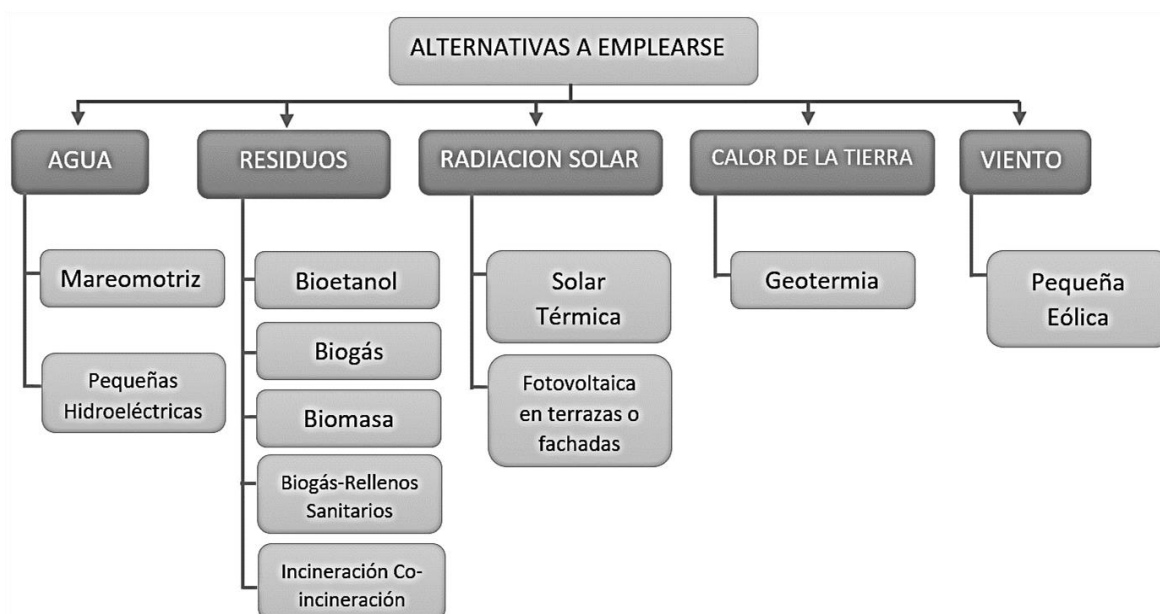 ALTERNATIVAS A EMPLEARSE
AGUA
RESIDUOS
RADIACION SOLAR
CALOR DE LA TIERRA
VIENTO
Mareomotriz
Pequeñas
Hidroeléctricas
Bioetanol
Biogás
Biomasa
Biogás-Rellenos
Sanitarios
Incineración Co-
incineración
Solar
Térmica
Fotovoltaica
en terrazas o
fachadas
Geotermia
Pequeña
Eólica